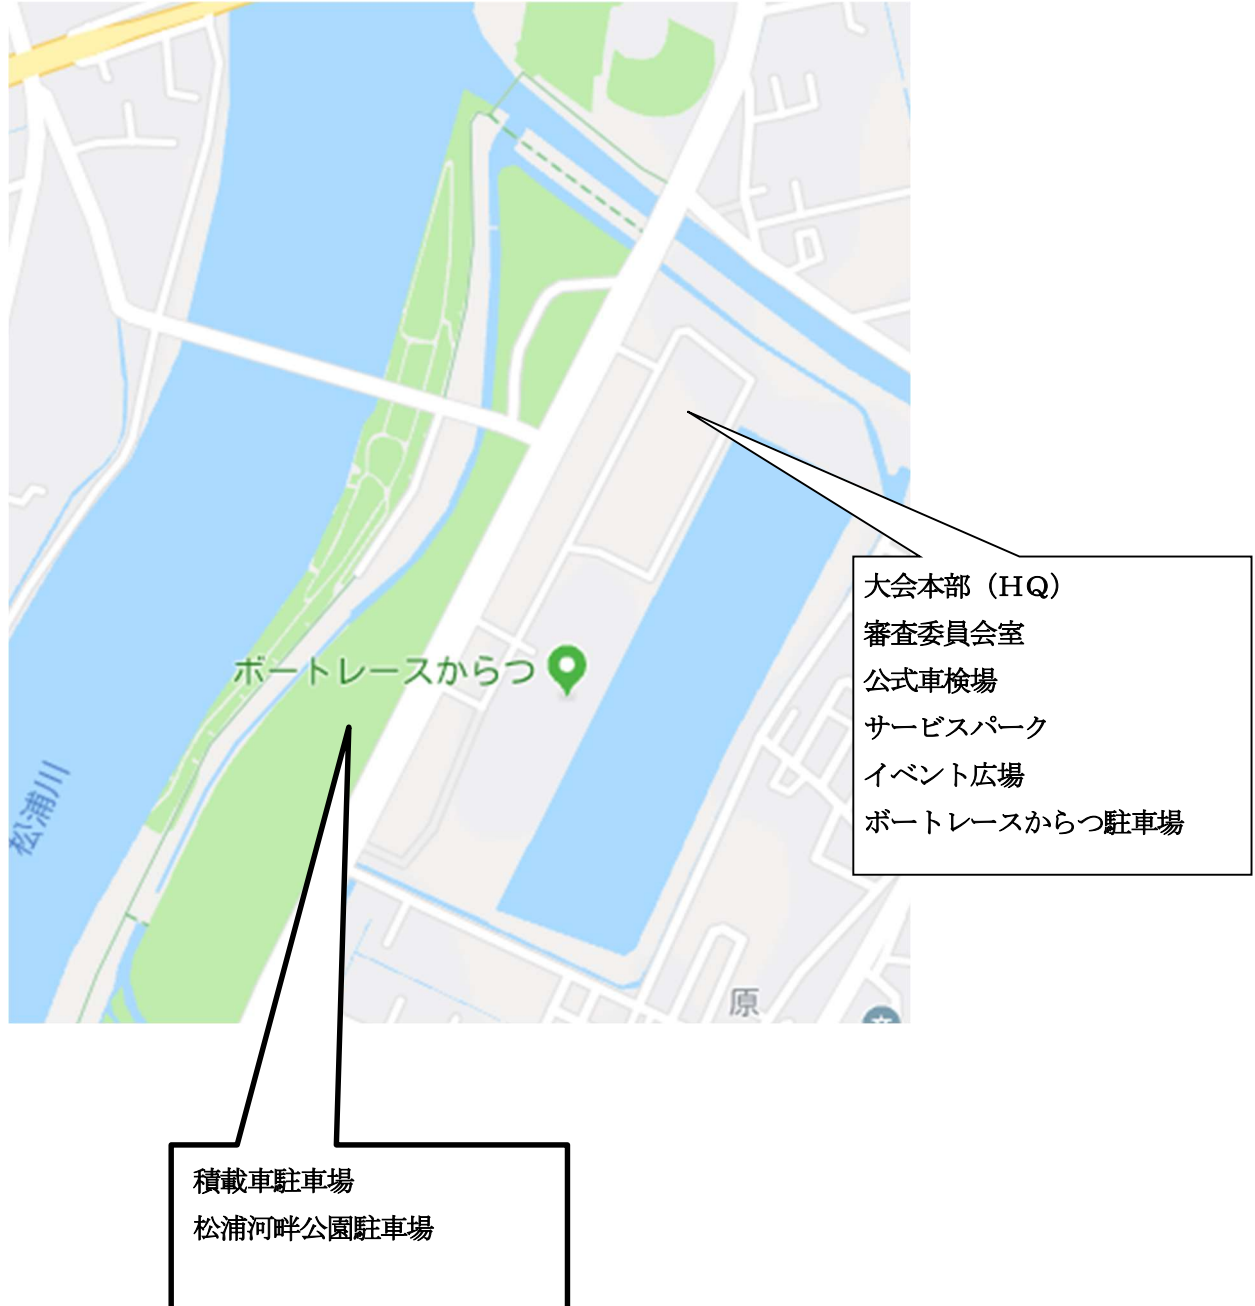 ボートレースからつ
松浦川
大会本部（HQ）
審査委員会室
公式車検場
サービスパーク
イベント広場
ボートレースからつ駐車場
原
積載車駐車場
松浦河畔公園駐車場